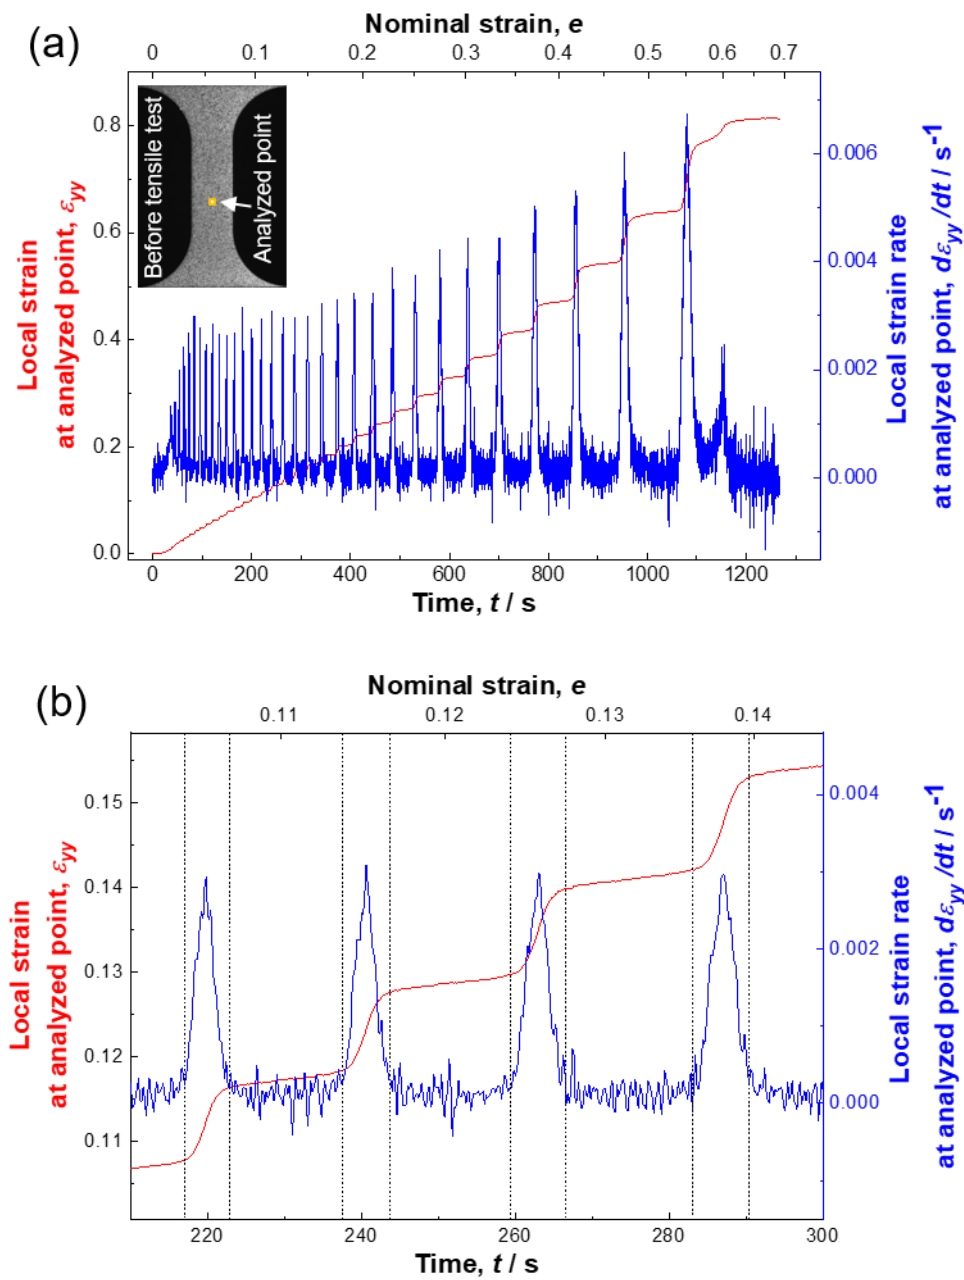 (a)
Nominal strain, e
0 0.1 0.2 0.3 0.4 0.5 0.6 0.7
Before tensile test
Analyzed point
Local strain
at analyzed point, εyy
0.8
0.6
0.4
0.2
0.0
0.006
0.004
0.002
0.000
Local strain rate
at analyzed point, dεyy/dt / s-1
0 200 400 600 800 1000 1200
Time, t / s
(b)
Nominal strain, e
0.11 0.12 0.13 0.14
Local strain
at analyzed point, εyy
0.15
0.14
0.13
0.12
0.11
0.004
0.002
0.000
Local strain rate
at analyzed point, dεyy/dt / s-1
220 240 260 280 300
Time, t / s